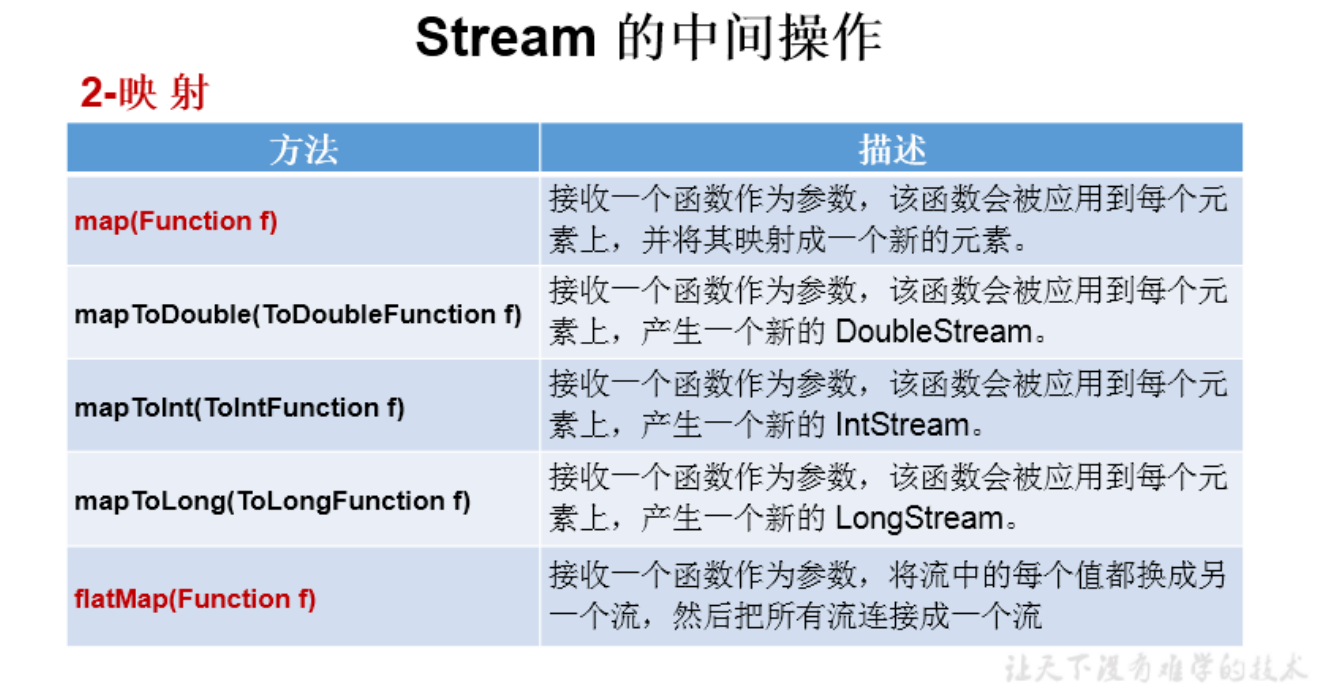 Stream 的中间操作
2-映 射
方法
描述
map(Function f)
接收一个函数作为参数，该函数会被应用到每个元
素上，并将其映射成一个新的元素。
mapToDouble(ToDoubleFunction f)
接收一个函数作为参数，该函数会被应用到每个元
素上，产生一个新的 DoubleStream。
mapToInt(ToIntFunction f)
接收一个函数作为参数，该函数会被应用到每个元
素上，产生一个新的 IntStream。
mapToLong(ToLongFunction f)
接收一个函数作为参数，该函数会被应用到每个元
素上，产生一个新的 LongStream。
flatMap(Function f)
接收一个函数作为参数，将流中的每个值都换成另
一个流，然后把所有流连接成一个流
让天下没有难学的技术